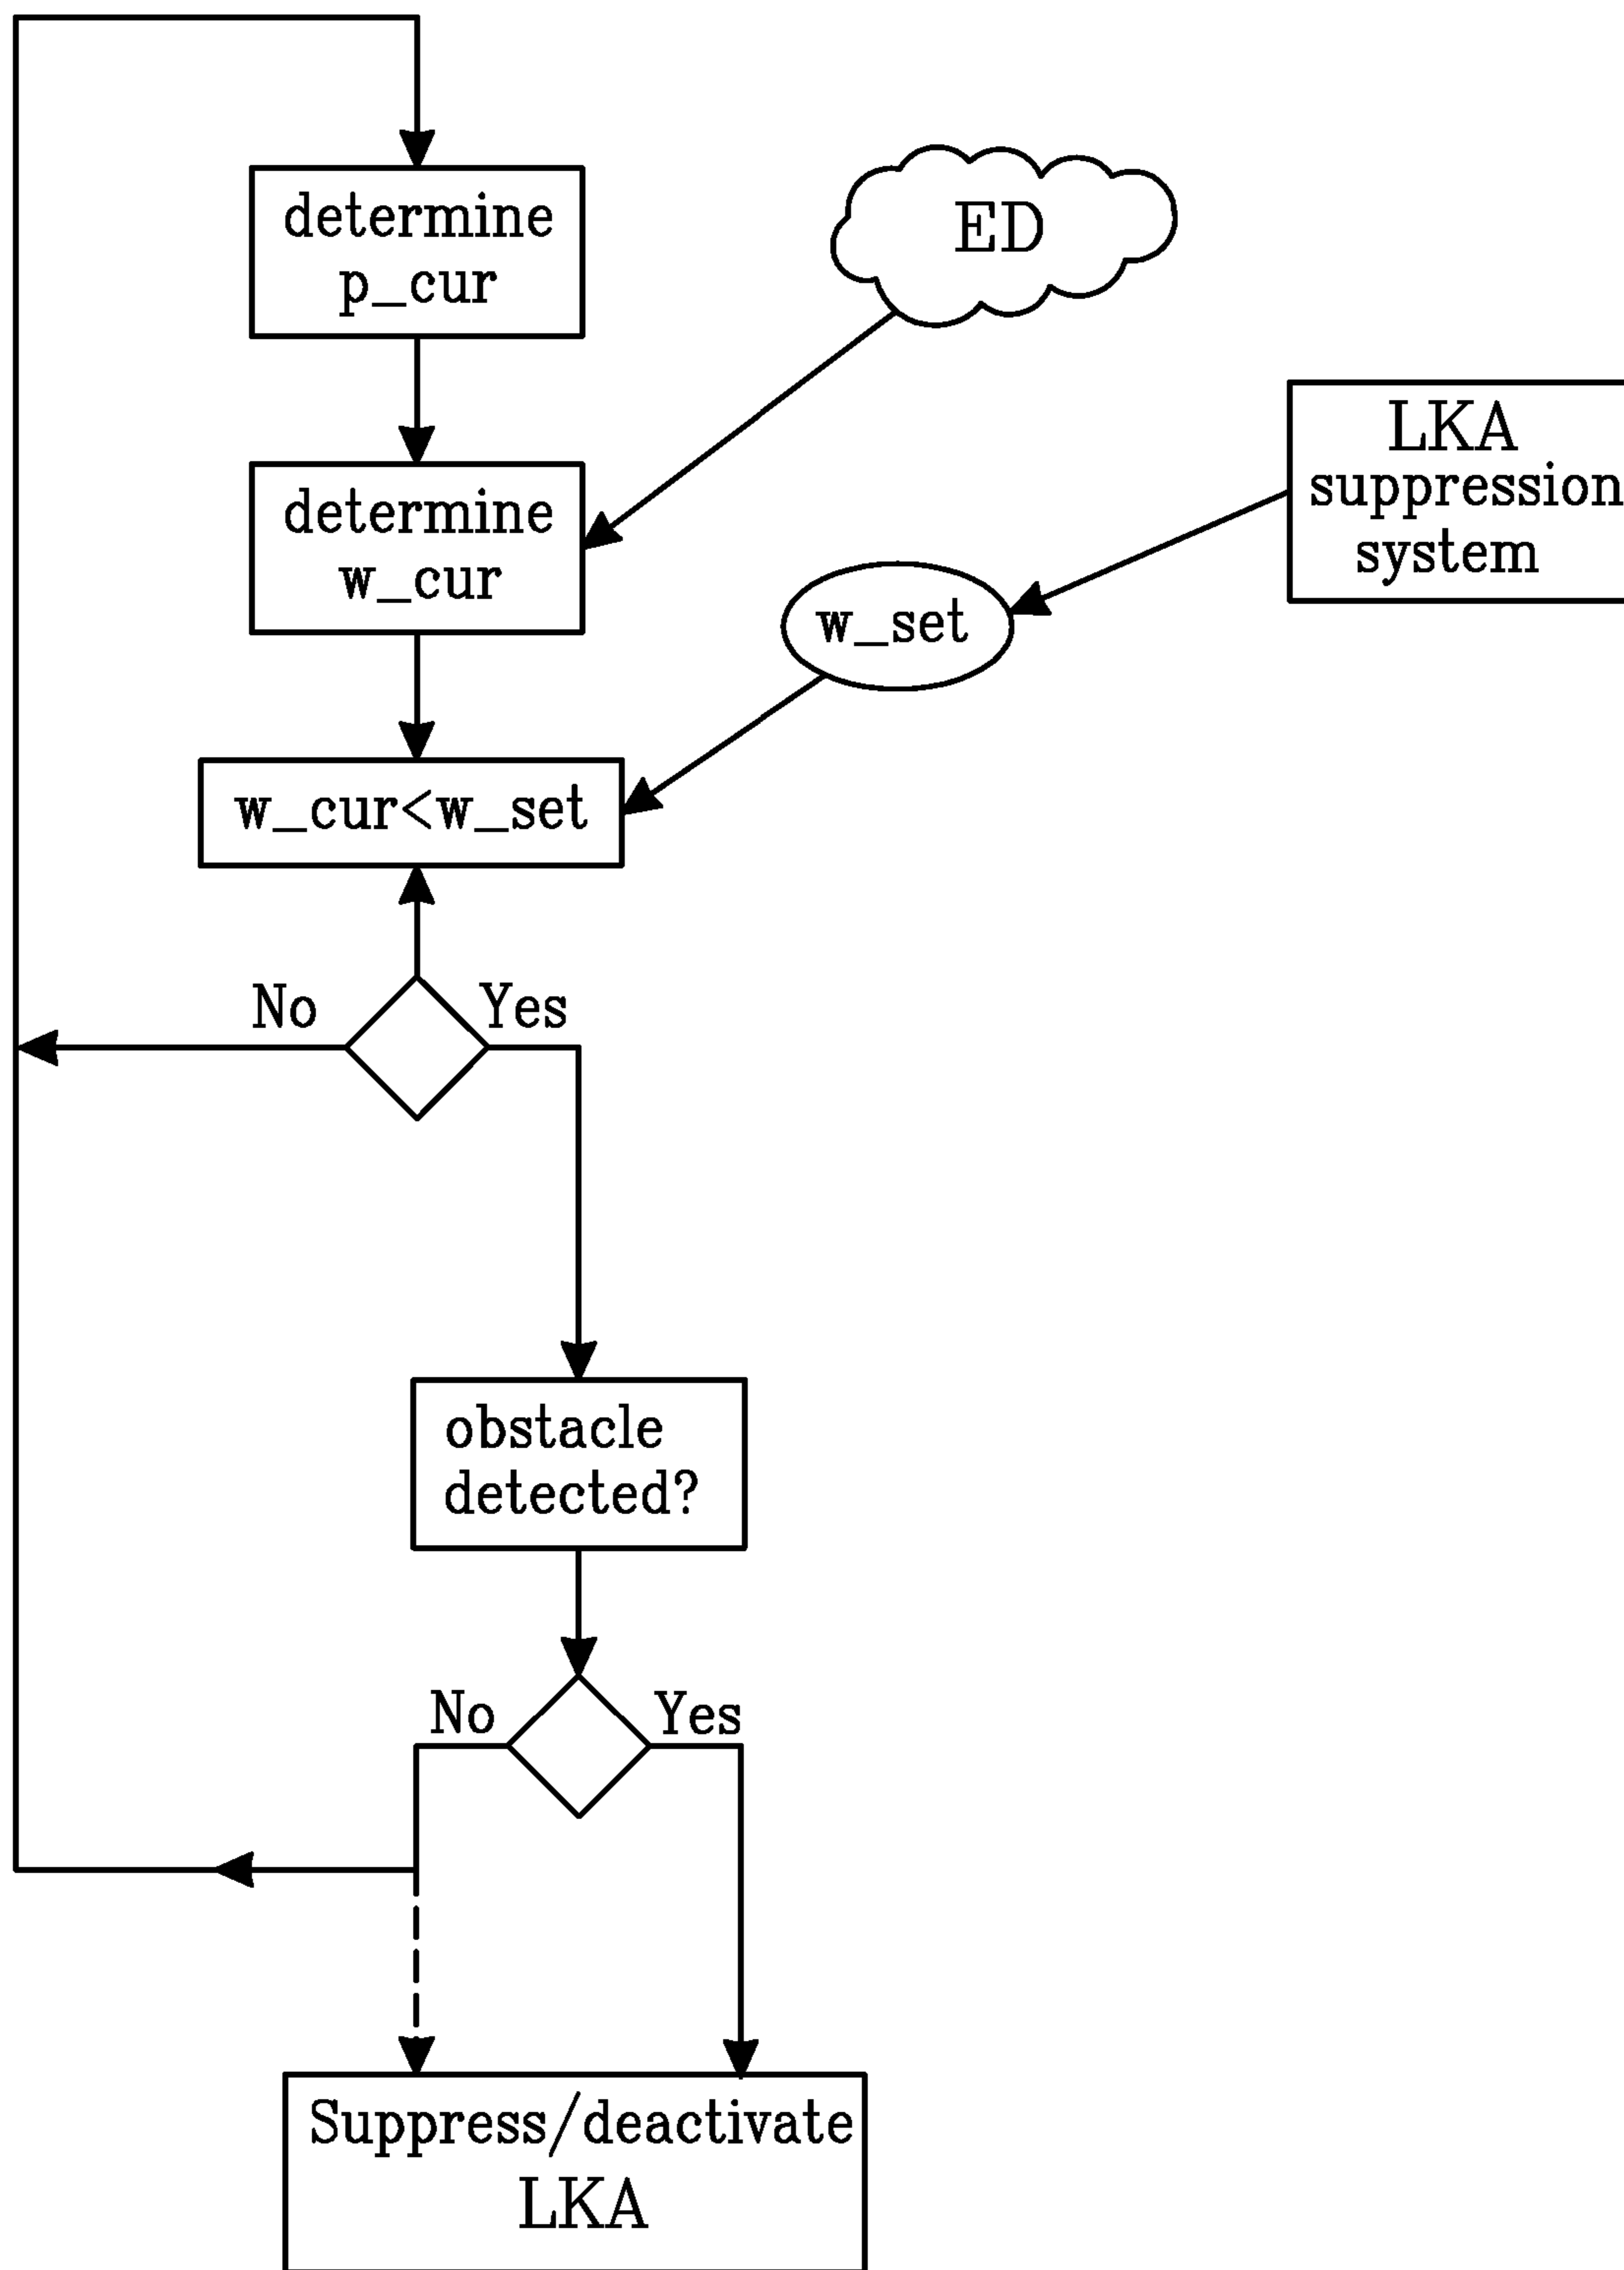 determine
p_cur
ED
LKA
suppression
system
determine
w_cur
w_set
w_cur<w_set
No
Yes
obstacle
detected?
No
Yes
Suppress/deactivate
LKA